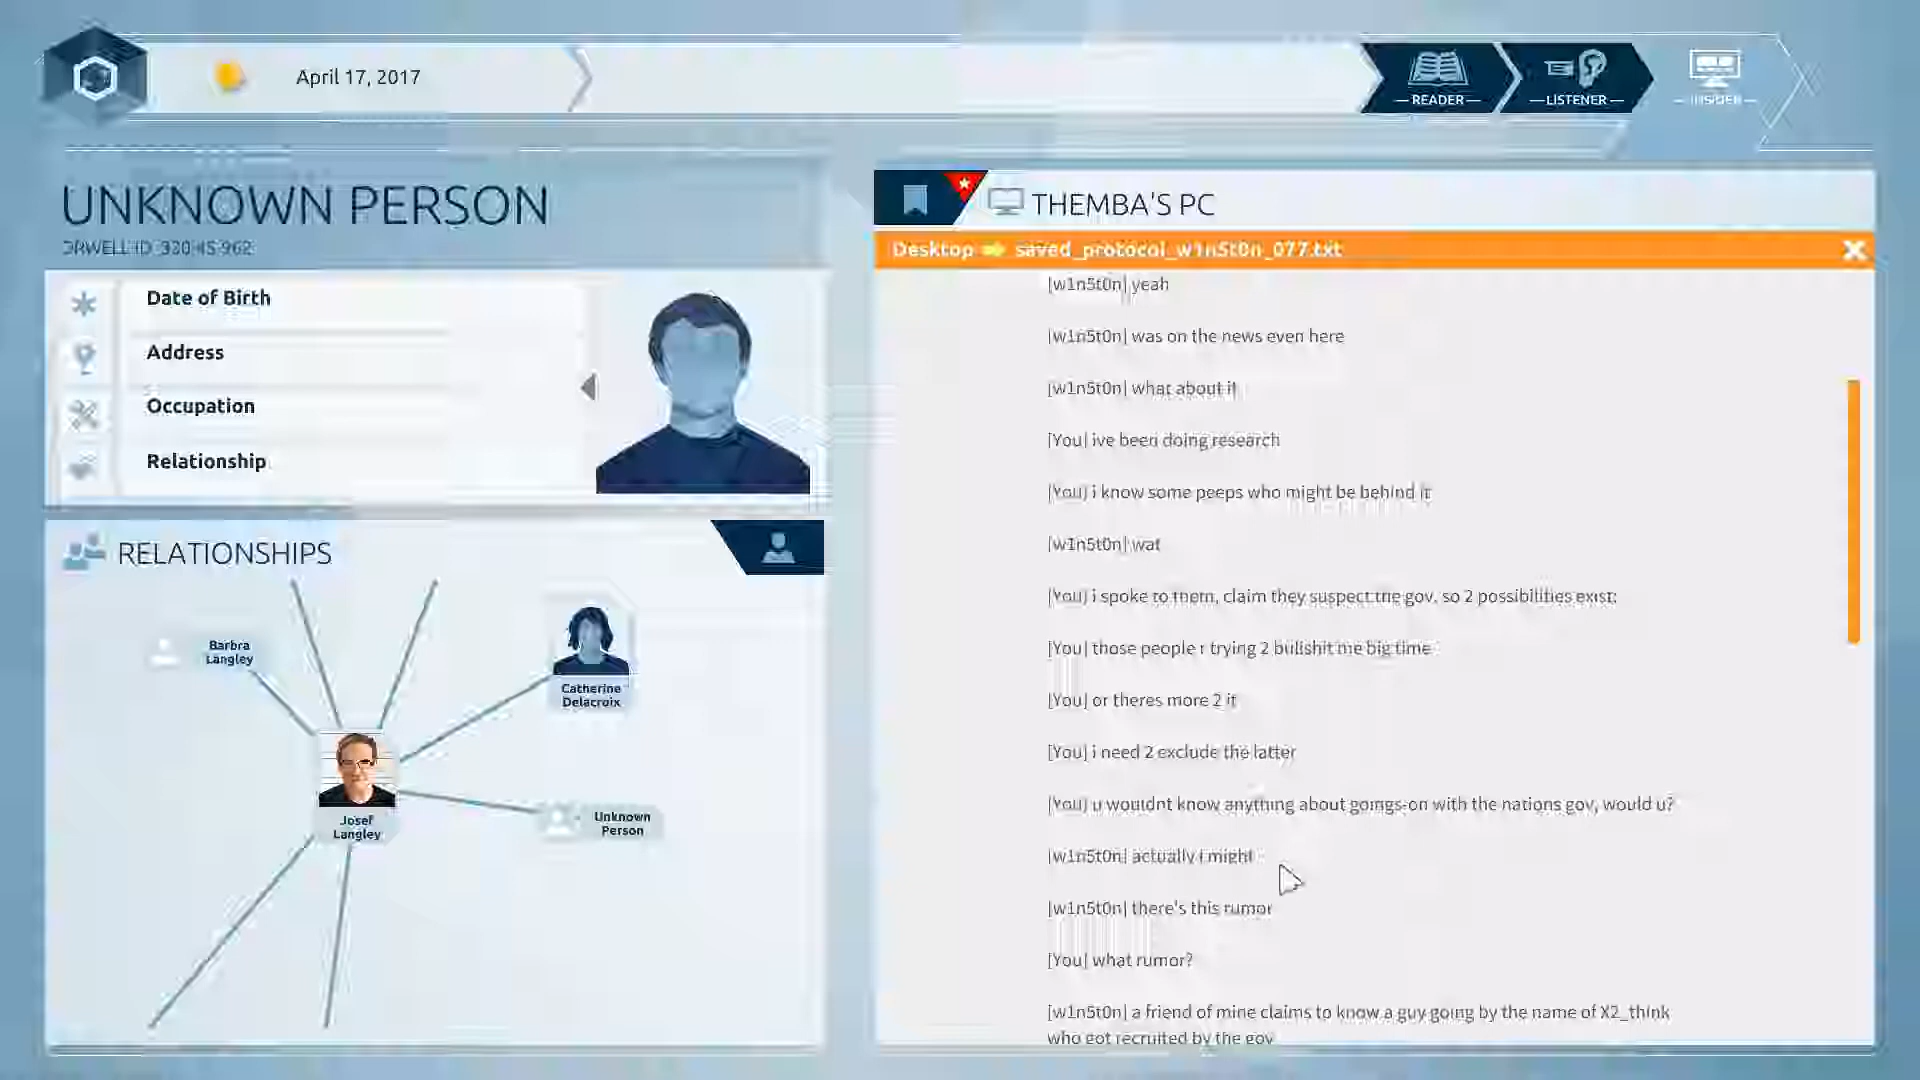 April 17, 2017
READER
LISTENER
INSIDER
UNKNOWN PERSON
ORWELL ID 330-45-962
Date of Birth
Address
Occupation
Relationship
RELATIONSHIPS
Barbra
Langley
Catherine
Delacroix
Josef
Langley
Unknown
Person
THEMBA'S PC
Desktop saved_protocol_w1n5t0n_077.txt
[w1n5t0n] yeah
[w1n5t0n] was on the news even here
[w1n5t0n] what about it
[You] ive been doing research
[You] i know some peeps who might be behind it
[w1n5t0n] wat
[You] i spoke to them, claim they suspect the gov, so 2 possibilities exist:
[You] those people r trying 2 bullshit me big time
[You] or theres more 2 it
[You] i need 2 exclude the latter
[You] u wouldnt know anything about goings-on with the nations gov, would u?
[w1n5t0n] actually i might
[w1n5t0n] there's this rumor
[You] what rumor?
[w1n5t0n] a friend of mine claims to know a guy going by the name of X2_think
who got recruited by the gov